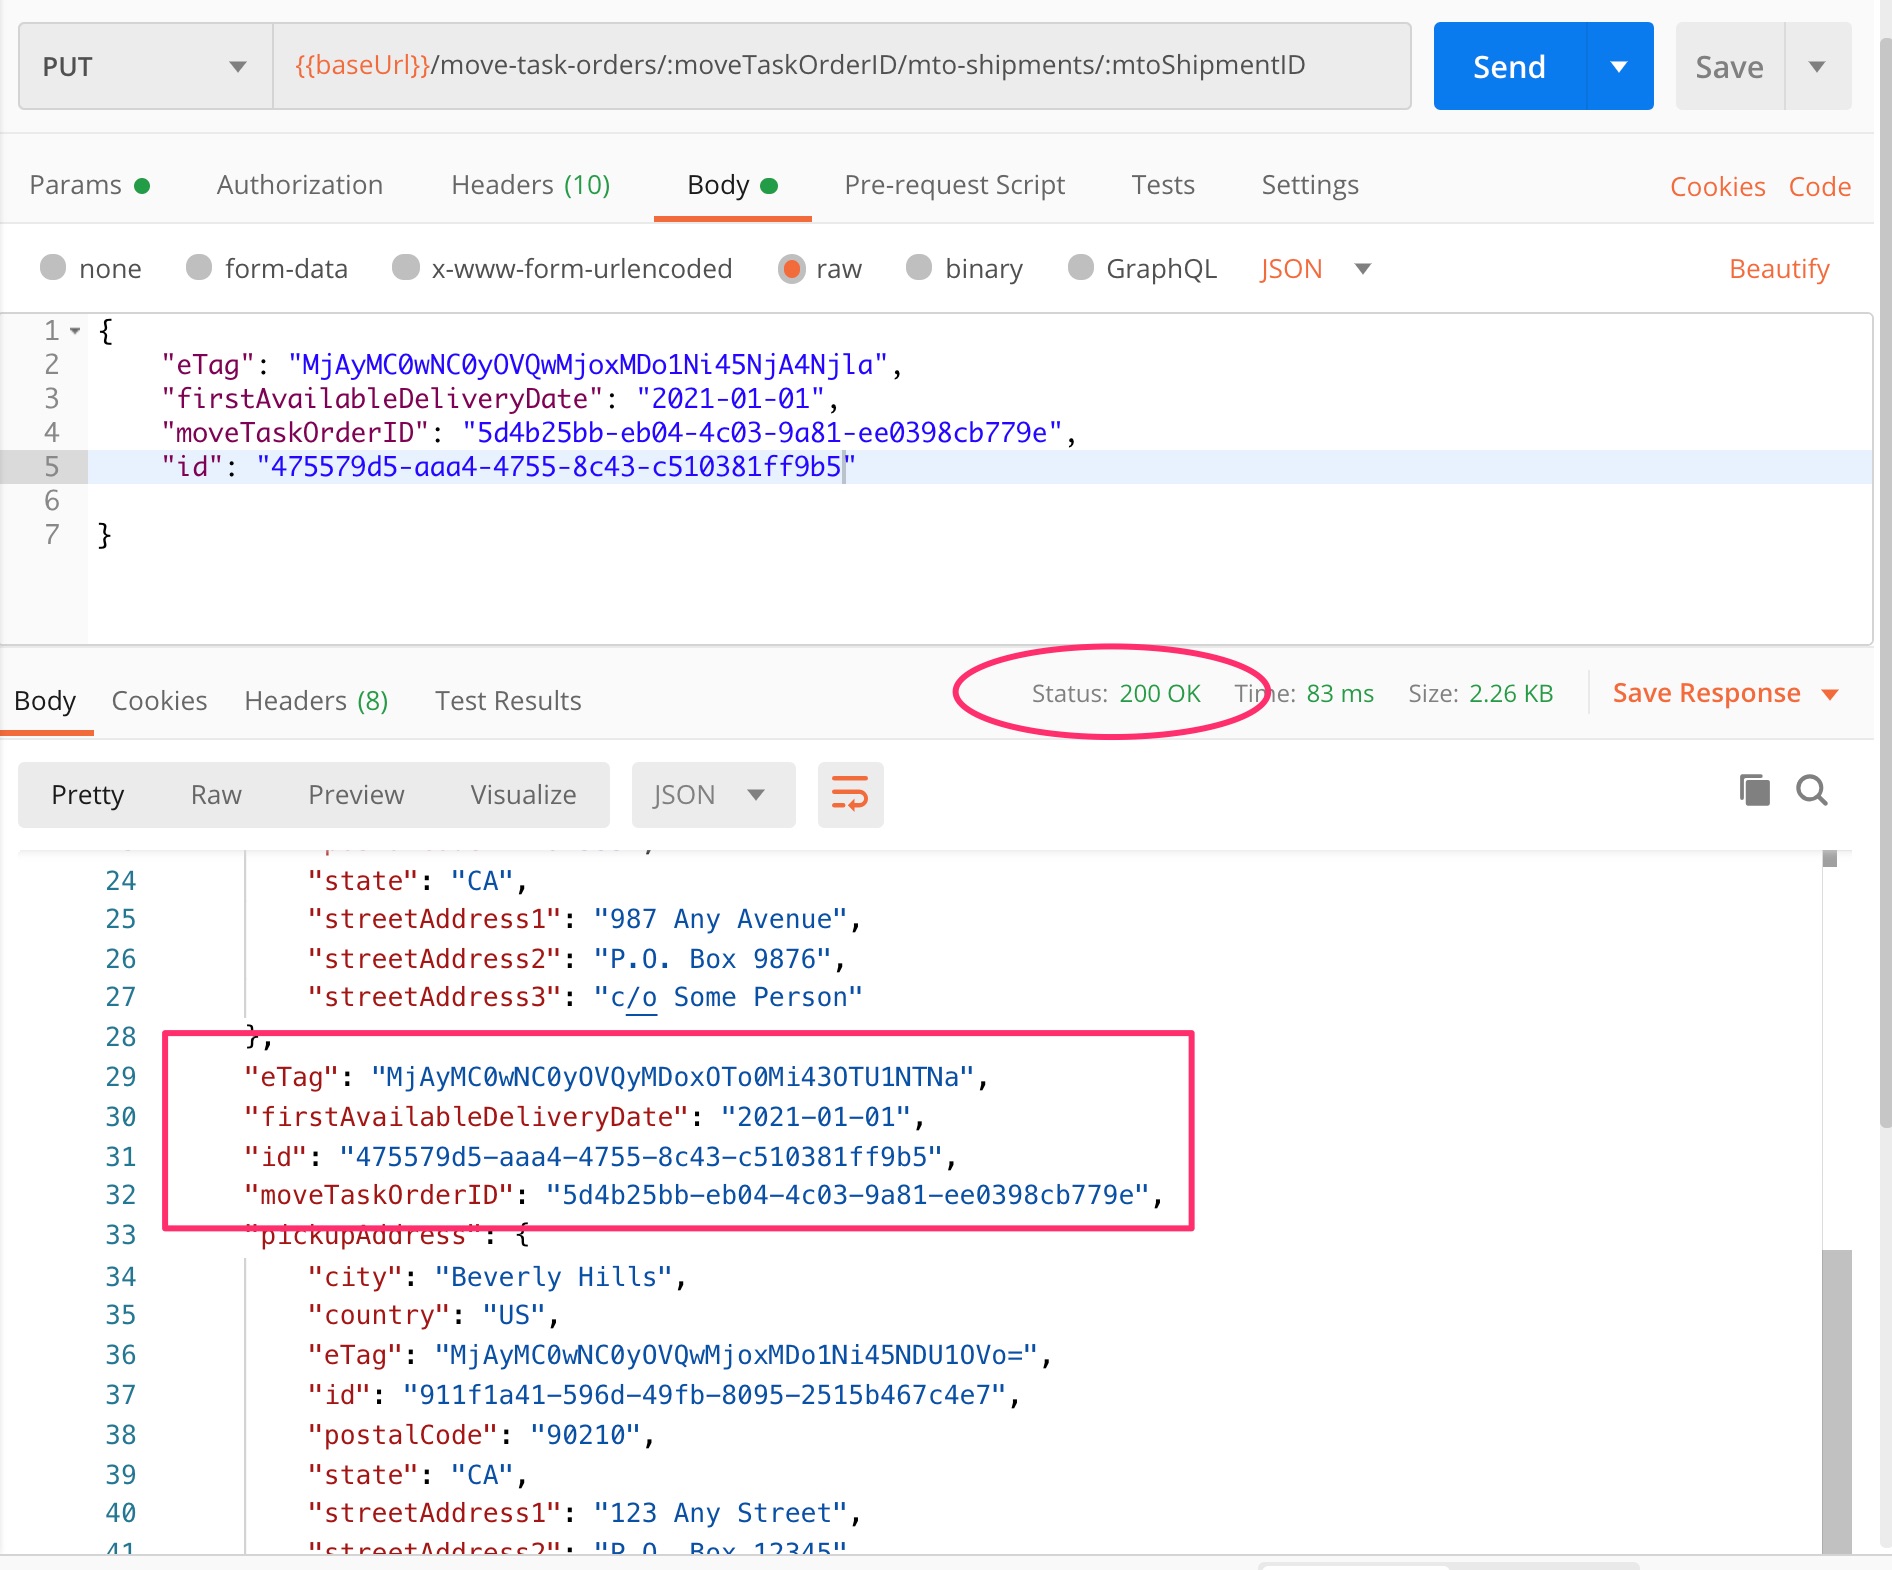 PUT {{baseUrl}}/move-task-orders/:moveTaskOrderID/mto-shipments/:mtoShipmentID Send Save
Params Authorization Headers (10) Body Pre-request Script Tests Settings Cookies Code
none form-data x-www-form-urlencoded raw binary GraphQL JSON Beautify
1 {
2 "eTag": "MjAyMC0wNC0yOVQwMjoxMDo1Ni45NjA4Njla",
3 "firstAvailableDeliveryDate": "2021-01-01",
4 "moveTaskOrderID": "5d4b25bb-eb04-4c03-9a81-ee0398cb779e",
5 "id": "475579d5-aaa4-4755-8c43-c510381ff9b5"
6
7 }
Body Cookies Headers (8) Test Results Status: 200 OK Time: 83 ms Size: 2.26 KB Save Response
Pretty Raw Preview Visualize JSON
24 "state": "CA",
25 "streetAddress1": "987 Any Avenue",
26 "streetAddress2": "P.O. Box 9876",
27 "streetAddress3": "c/o Some Person"
28 },
29 "eTag": "MjAyMC0wNC0yOVQyMDoxOTo0Mi43OTU1NTNa",
30 "firstAvailableDeliveryDate": "2021-01-01",
31 "id": "475579d5-aaa4-4755-8c43-c510381ff9b5",
32 "moveTaskOrderID": "5d4b25bb-eb04-4c03-9a81-ee0398cb779e",
33 "pickupAddress": {
34 "city": "Beverly Hills",
35 "country": "US",
36 "eTag": "MjAyMC0wNC0yOVQwMjoxMDo1Ni45NDU1OVo=",
37 "id": "911f1a41-596d-49fb-8095-2515b467c4e7",
38 "postalCode": "90210",
39 "state": "CA",
40 "streetAddress1": "123 Any Street",
41 "streetAddress2": "P.O. Box 12345"